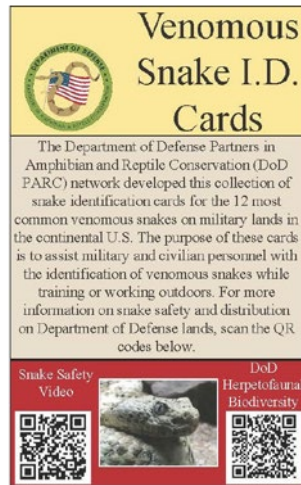 Venomous
Snake I.D.
Cards
DEPARTMENT OF DEFENSE
The Department of Defense Partners in
Amphibian and Reptile Conservation (DoD
PARC) network developed this collection of
snake identification cards for the 12 most
common venomous snakes on military lands in
the continental U.S. The purpose of these cards
is to assist military and civilian personnel with
the identification of venomous snakes while
training or working outdoors. For more
information on snake safety and distribution
on Department of Defense lands, scan the QR
codes below.
Snake Safety
Video
DoD
Herpetofauna
Biodiversity